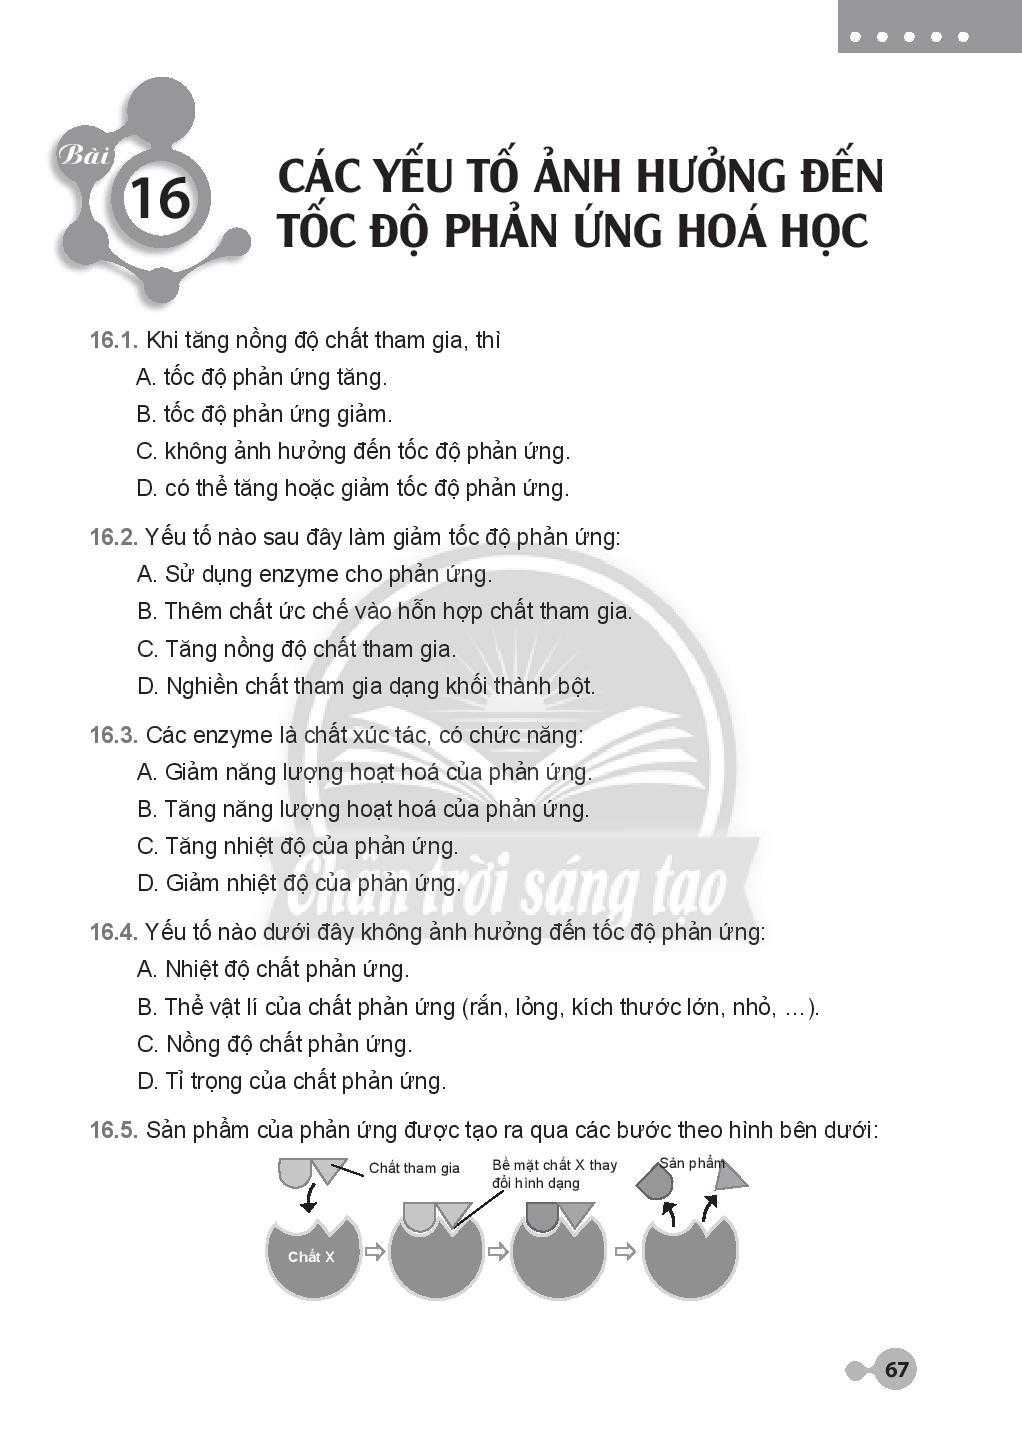 Bài
16
CÁC YẾU TỐ ẢNH HƯỞNG ĐẾN
TỐC ĐỘ PHẢN ỨNG HOÁ HỌC
16.1. Khi tăng nồng độ chất tham gia, thì
A. tốc độ phản ứng tăng.
B. tốc độ phản ứng giảm.
C. không ảnh hưởng đến tốc độ phản ứng.
D. có thể tăng hoặc giảm tốc độ phản ứng.
16.2. Yếu tố nào sau đây làm giảm tốc độ phản ứng:
A. Sử dụng enzyme cho phản ứng.
B. Thêm chất ức chế vào hỗn hợp chất tham gia.
C. Tăng nồng độ chất tham gia.
D. Nghiền chất tham gia dạng khối thành bột.
16.3. Các enzyme là chất xúc tác, có chức năng:
A. Giảm năng lượng hoạt hoá của phản ứng.
B. Tăng năng lượng hoạt hoá của phản ứng.
C. Tăng nhiệt độ của phản ứng.
D. Giảm nhiệt độ của phản ứng.
Chân trời sáng tạo
16.4. Yếu tố nào dưới đây không ảnh hưởng đến tốc độ phản ứng:
A. Nhiệt độ chất phản ứng.
B. Thể vật lí của chất phản ứng (rắn, lỏng, kích thước lớn, nhỏ, …).
C. Nồng độ chất phản ứng.
D. Tỉ trọng của chất phản ứng.
16.5. Sản phẩm của phản ứng được tạo ra qua các bước theo hình bên dưới:
Chất tham gia
Bề mặt chất X thay
đổi hình dạng
Sản phẩm
Chất X
67